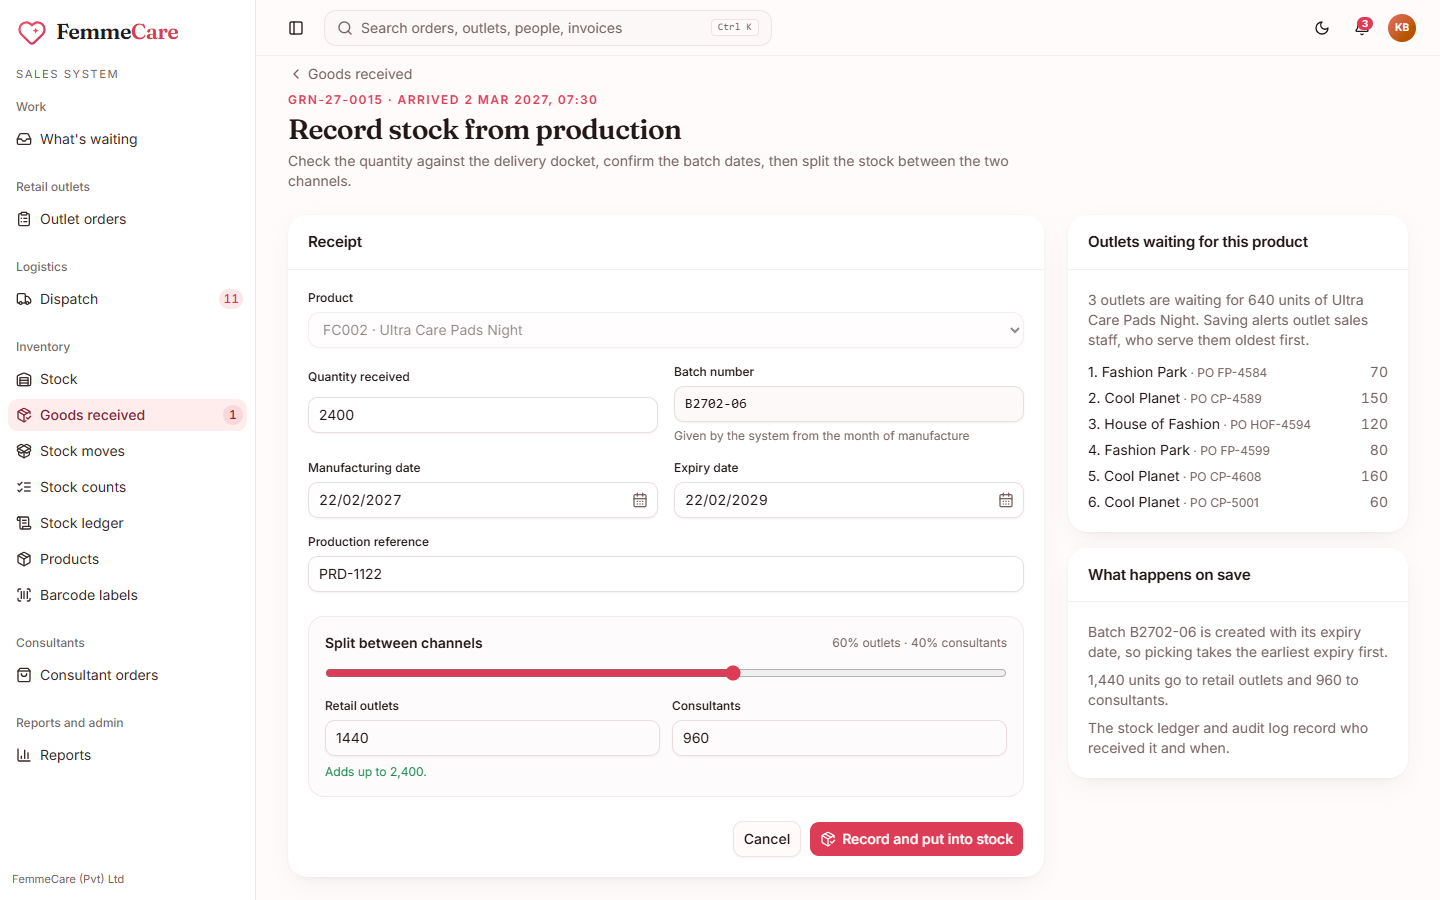 FemmeCare
SALES SYSTEM
Work
What's waiting
Retail outlets
Outlet orders
Logistics
Dispatch 11
Inventory
Stock
Goods received 1
Stock moves
Stock counts
Stock ledger
Products
Barcode labels
Consultants
Consultant orders
Reports and admin
Reports
FemmeCare (Pvt) Ltd
Search orders, outlets, people, invoices Ctrl K
3
KB
Goods received
GRN-27-0015 · ARRIVED 2 MAR 2027, 07:30
Record stock from production
Check the quantity against the delivery docket, confirm the batch dates, then split the stock between the two
channels.
Receipt
Product
FC002 · Ultra Care Pads Night
Quantity received
2400
Batch number
B2702-06
Given by the system from the month of manufacture
Manufacturing date
22/02/2027
Expiry date
22/02/2029
Production reference
PRD-1122
Split between channels
60% outlets · 40% consultants
Retail outlets
1440
Consultants
960
Adds up to 2,400.
Cancel
Record and put into stock
Outlets waiting for this product
3 outlets are waiting for 640 units of Ultra
Care Pads Night. Saving alerts outlet sales
staff, who serve them oldest first.
1. Fashion Park · PO FP-4584 70
2. Cool Planet · PO CP-4589 150
3. House of Fashion · PO HOF-4594 120
4. Fashion Park · PO FP-4599 80
5. Cool Planet · PO CP-4608 160
6. Cool Planet · PO CP-5001 60
What happens on save
Batch B2702-06 is created with its expiry
date, so picking takes the earliest expiry first.
1,440 units go to retail outlets and 960 to
consultants.
The stock ledger and audit log record who
received it and when.